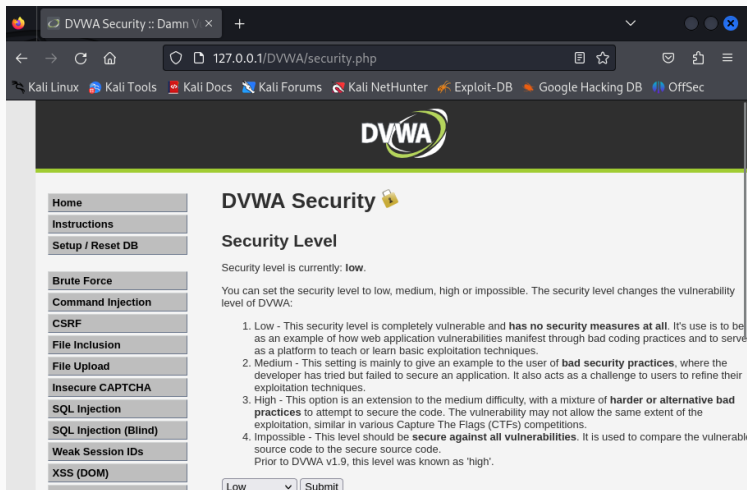 DVWA Security :: Damn V
127.0.0.1/DVWA/security.php
Kali Linux Kali Tools Kali Docs Kali Forums Kali NetHunter Exploit-DB Google Hacking DB OffSec
DVWA
Home
Instructions
Setup / Reset DB
Brute Force
Command Injection
CSRF
File Inclusion
File Upload
Insecure CAPTCHA
SQL Injection
SQL Injection (Blind)
Weak Session IDs
XSS (DOM)
DVWA Security
Security Level
Security level is currently: low.
You can set the security level to low, medium, high or impossible. The security level changes the vulnerability
level of DVWA:
1. Low - This security level is completely vulnerable and has no security measures at all. It's use is to be
as an example of how web application vulnerabilities manifest through bad coding practices and to serve
as a platform to teach or learn basic exploitation techniques.
2. Medium - This setting is mainly to give an example to the user of bad security practices, where the
developer has tried but failed to secure an application. It also acts as a challenge to users to refine their
exploitation techniques.
3. High - This option is an extension to the medium difficulty, with a mixture of harder or alternative bad
practices to attempt to secure the code. The vulnerability may not allow the same extent of the
exploitation, similar in various Capture The Flags (CTFs) competitions.
4. Impossible - This level should be secure against all vulnerabilities. It is used to compare the vulnerable
source code to the secure source code.
Prior to DVWA v1.9, this level was known as 'high'.
Low Submit